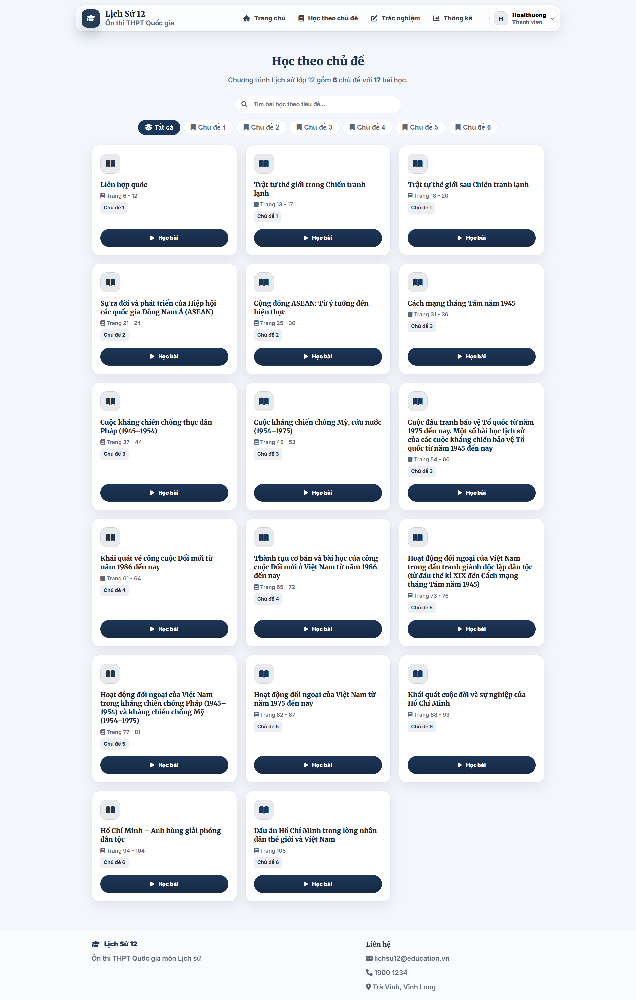 Lịch Sử 12
Ôn thi THPT Quốc gia
Trang chủ
Học theo chủ đề
Trắc nghiệm
Thống kê
H
Hoaithuong
Thành viên
Học theo chủ đề
Chương trình Lịch sử lớp 12 gồm 6 chủ đề với 17 bài học.
Tìm bài học theo tiêu đề...
Tất cả
Chủ đề 1
Chủ đề 2
Chủ đề 3
Chủ đề 4
Chủ đề 5
Chủ đề 6
Liên hợp quốc
Trang 6 - 12
Chủ đề 1
Học bài
Trật tự thế giới trong Chiến tranh
lạnh
Trang 13 - 17
Chủ đề 1
Học bài
Trật tự thế giới sau Chiến tranh lạnh
Trang 18 - 20
Chủ đề 1
Học bài
Sự ra đời và phát triển của Hiệp hội
các quốc gia Đông Nam Á (ASEAN)
Trang 21 - 24
Chủ đề 2
Học bài
Cộng đồng ASEAN: Từ ý tưởng đến
hiện thực
Trang 25 - 30
Chủ đề 2
Học bài
Cách mạng tháng Tám năm 1945
Trang 31 - 36
Chủ đề 3
Học bài
Cuộc kháng chiến chống thực dân
Pháp (1945–1954)
Trang 37 - 44
Chủ đề 3
Học bài
Cuộc kháng chiến chống Mỹ, cứu nước
(1954–1975)
Trang 45 - 53
Chủ đề 3
Học bài
Cuộc đấu tranh bảo vệ Tổ quốc từ năm
1975 đến nay. Một số bài học lịch sử
của các cuộc kháng chiến bảo vệ Tổ
quốc từ năm 1945 đến nay
Trang 54 - 60
Chủ đề 3
Học bài
Khái quát về công cuộc Đổi mới từ
năm 1986 đến nay
Trang 61 - 64
Chủ đề 4
Học bài
Thành tựu cơ bản và bài học của công
cuộc Đổi mới ở Việt Nam từ năm 1986
đến nay
Trang 65 - 72
Chủ đề 4
Học bài
Hoạt động đối ngoại của Việt Nam
trong đấu tranh giành độc lập dân tộc
(từ đầu thế kỉ XIX đến Cách mạng
tháng Tám năm 1945)
Trang 73 - 76
Chủ đề 5
Học bài
Hoạt động đối ngoại của Việt Nam
trong kháng chiến chống Pháp (1945–
1954) và kháng chiến chống Mỹ
(1954–1975)
Trang 77 - 81
Chủ đề 5
Học bài
Hoạt động đối ngoại của Việt Nam từ
năm 1975 đến nay
Trang 82 - 87
Chủ đề 5
Học bài
Khái quát cuộc đời và sự nghiệp của
Hồ Chí Minh
Trang 88 - 93
Chủ đề 6
Học bài
Hồ Chí Minh – Anh hùng giải phóng
dân tộc
Trang 94 - 104
Chủ đề 6
Học bài
Dấu ấn Hồ Chí Minh trong lòng nhân
dân thế giới và Việt Nam
Trang 105 -
Chủ đề 6
Học bài
Lịch Sử 12
Ôn thi THPT Quốc gia môn Lịch sử
Liên hệ
lichsu12@education.vn
1900 1234
Trà Vinh, Vĩnh Long